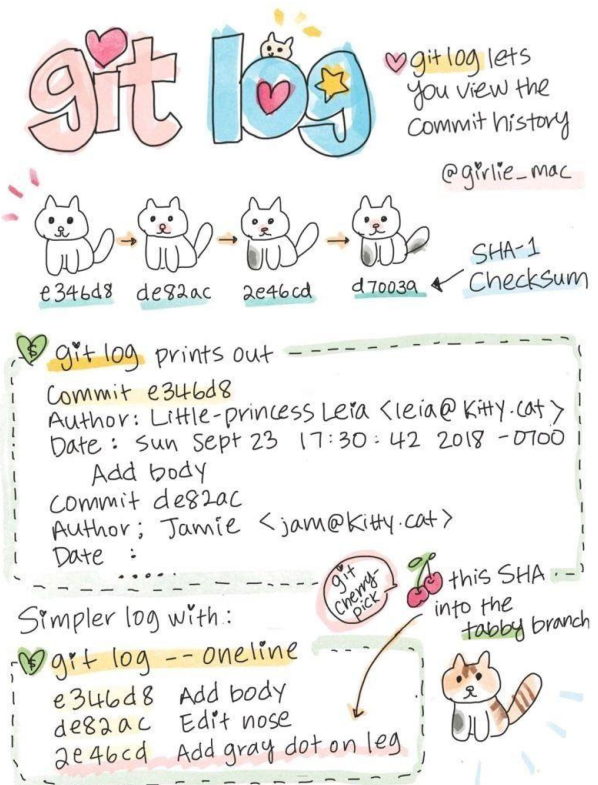 git log
git log lets
you view the
commit history
@girlie_mac
e346d8
de82ac
2e46cd
d7003a
SHA-1
Checksum
$ git log prints out
Commit e346d8
Author: Little-princess Leia <leia@kitty.cat>
Date : Sun Sept 23 17:30:42 2018 -0700
Add body
Commit de82ac
Author; Jamie <jam@kitty.cat>
Date :
.....
git
cherry-
pick
this SHA
into the
tabby branch
Simpler log with:
$ git log --oneline
e346d8 Add body
de82ac Edit nose
2e46cd Add gray dot on leg